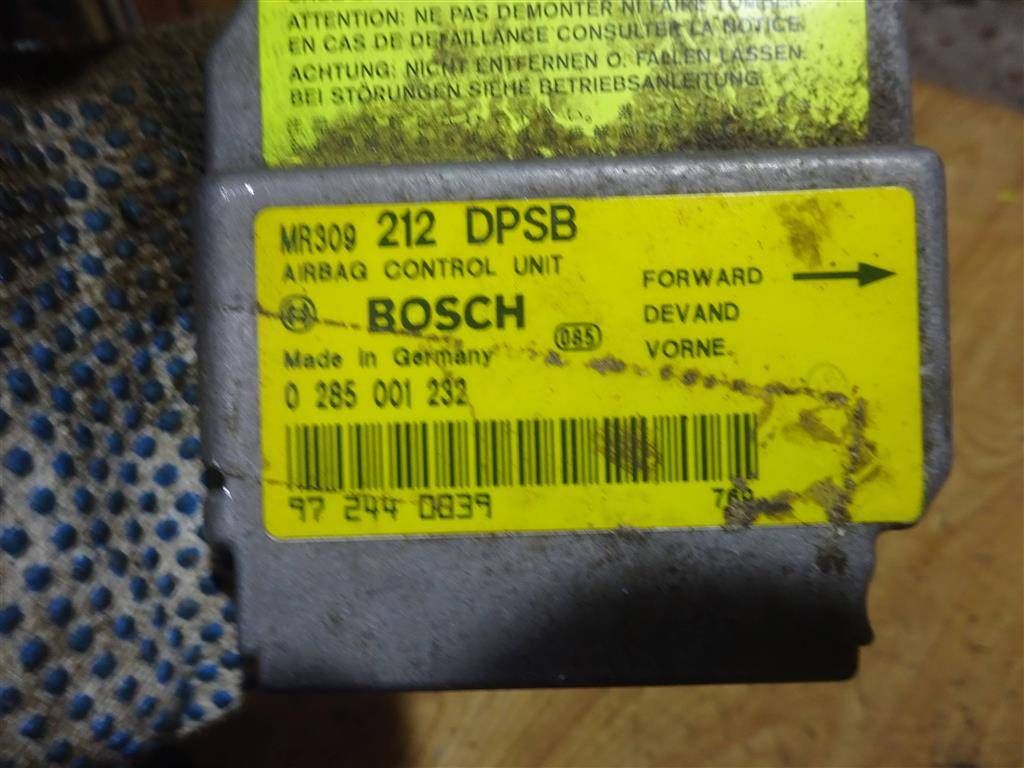 ATTENTION: NE PAS DEMONTER NI FAIRE TOMBER.
EN CAS DE DEFAILLANCE CONSULTER LA NOTICE.
ACHTUNG: NICHT ENTFERNEN O. FALLEN LASSEN.
BEI STÖRUNGEN SIEHE BETRIEBSANLEITUNG.
MR309 212 DPSB
AIRBAG CONTROL UNIT
FORWARD
BOSCH
DEVAND
085
Made in Germany
VORNE
0 285 001 232
97 244 0839